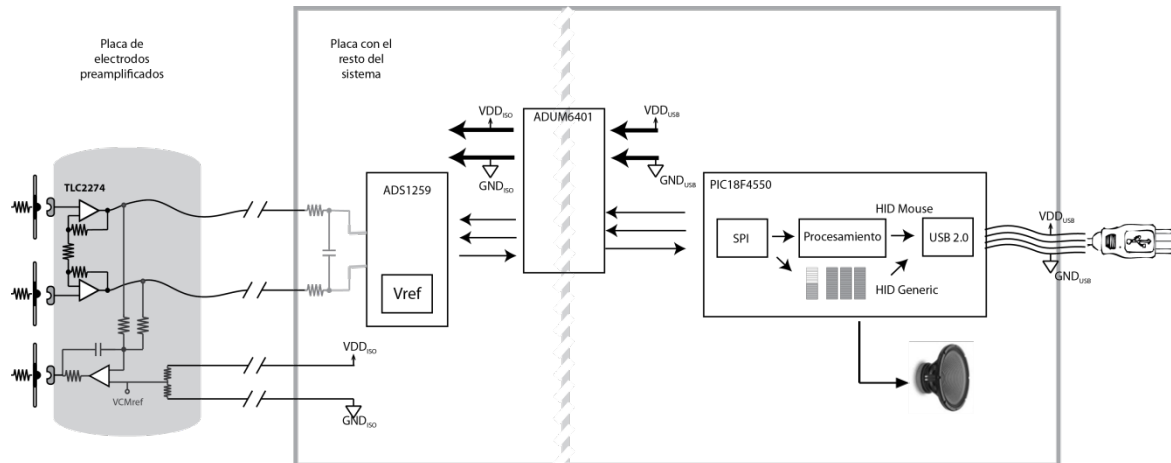 Placa de
electrodos
preamplificados
Placa con el
resto del
sistema
TLC2274
VCMref
VDD_ISO
GND_ISO
ADS1259
Vref
VDD_ISO
GND_ISO
ADUM6401
VDD_USB
GND_USB
PIC18F4550
SPI
Procesamiento
HID Mouse
HID Generic
USB 2.0
VDD_USB
GND_USB